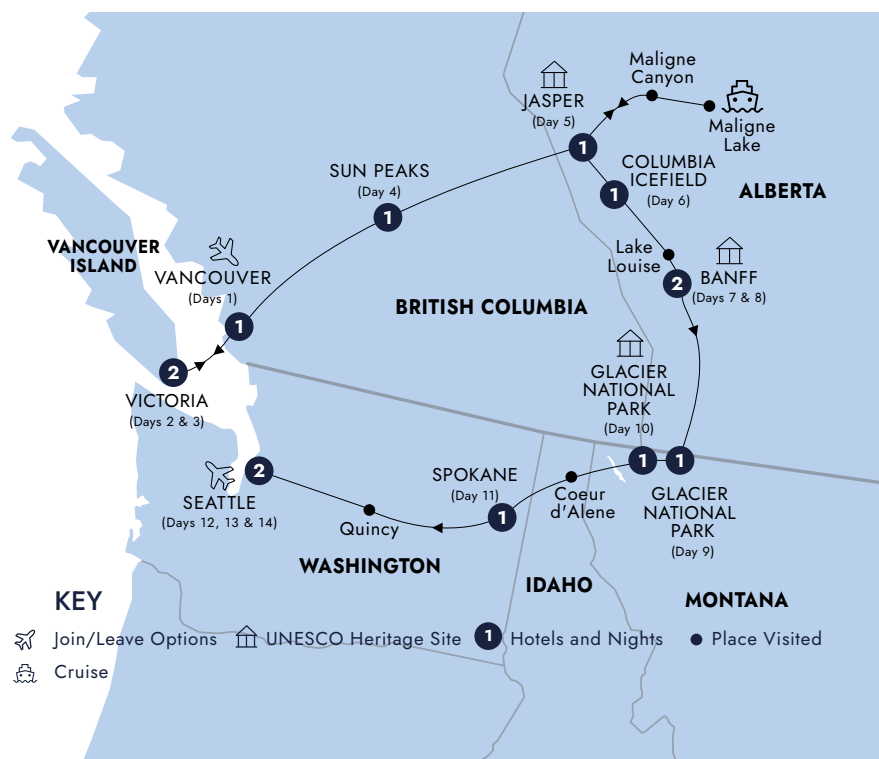 Maligne
Canyon
JASPER
(Day 5)
1
Maligne
Lake
COLUMBIA
ICEFIELD
(Day 6)
1
ALBERTA
SUN PEAKS
(Day 4)
1
VANCOUVER
ISLAND
VANCOUVER
(Days 1)
1
Lake
Louise
BANFF
(Days 7 & 8)
2
BRITISH COLUMBIA
2
VICTORIA
(Days 2 & 3)
GLACIER
NATIONAL
PARK
(Day 10)
1
1
GLACIER
NATIONAL
PARK
(Day 9)
SPOKANE
(Day 11)
1
Coeur
d'Alene
2
SEATTLE
(Days 12, 13 & 14)
Quincy
WASHINGTON
IDAHO
MONTANA
KEY
Join/Leave Options
UNESCO Heritage Site
1 Hotels and Nights
Place Visited
Cruise